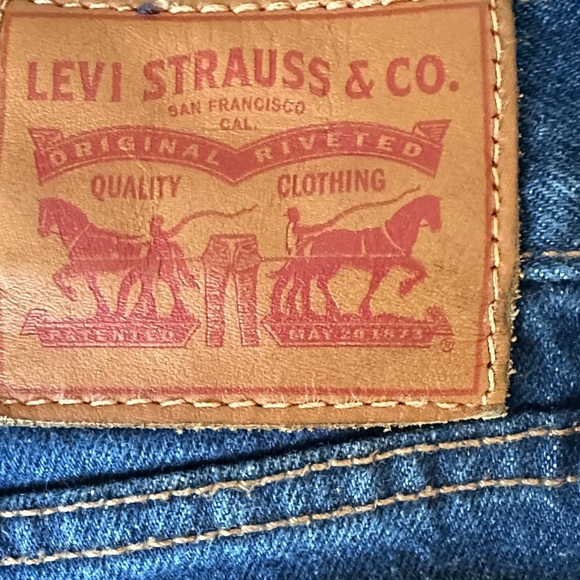 LEVI STRAUSS & CO.
SAN FRANCISCO
CAL.
ORIGINAL RIVETED
QUALITY CLOTHING
PATENTED MAY 20 1873 ®